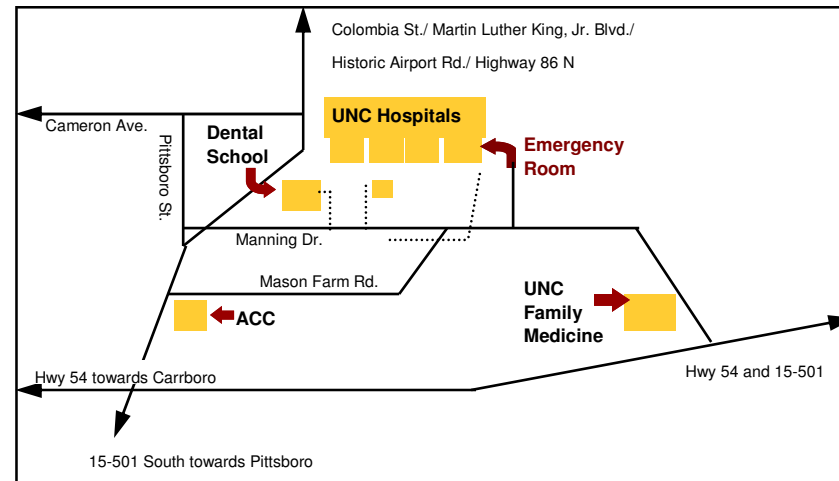 Colombia St./ Martin Luther King, Jr. Blvd./
Historic Airport Rd./ Highway 86 N
UNC Hospitals
Cameron Ave.
Dental
School
Emergency
Room
Pittsboro St.
Manning Dr.
Mason Farm Rd.
ACC
UNC
Family
Medicine
Hwy 54 towards Carrboro
Hwy 54 and 15-501
15-501 South towards Pittsboro